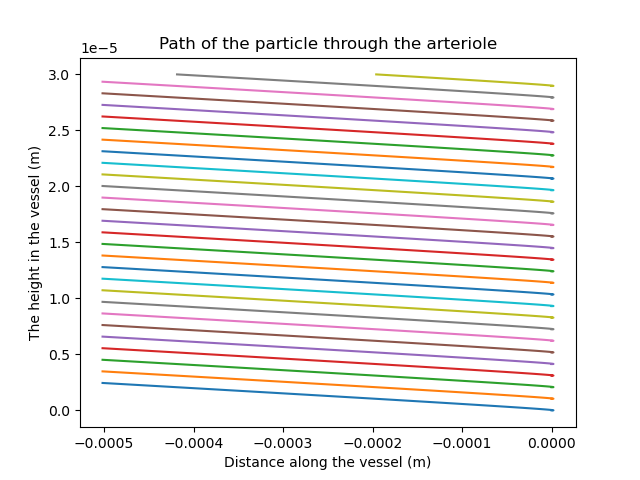 Path of the particle through the arteriole
1e−5
3.0
2.5
2.0
1.5
1.0
0.5
0.0
The height in the vessel (m)
−0.0005 −0.0004 −0.0003 −0.0002 −0.0001 0.0000
Distance along the vessel (m)